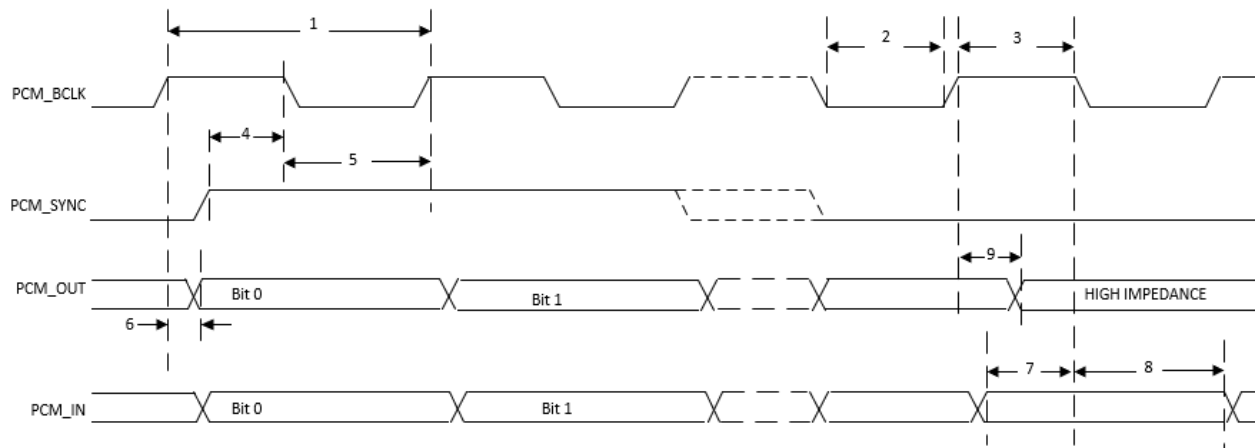 1
2
3
PCM_BCLK
4
5
PCM_SYNC
9
PCM_OUT
Bit 0
Bit 1
HIGH IMPEDANCE
6
7
8
PCM_IN
Bit 0
Bit 1